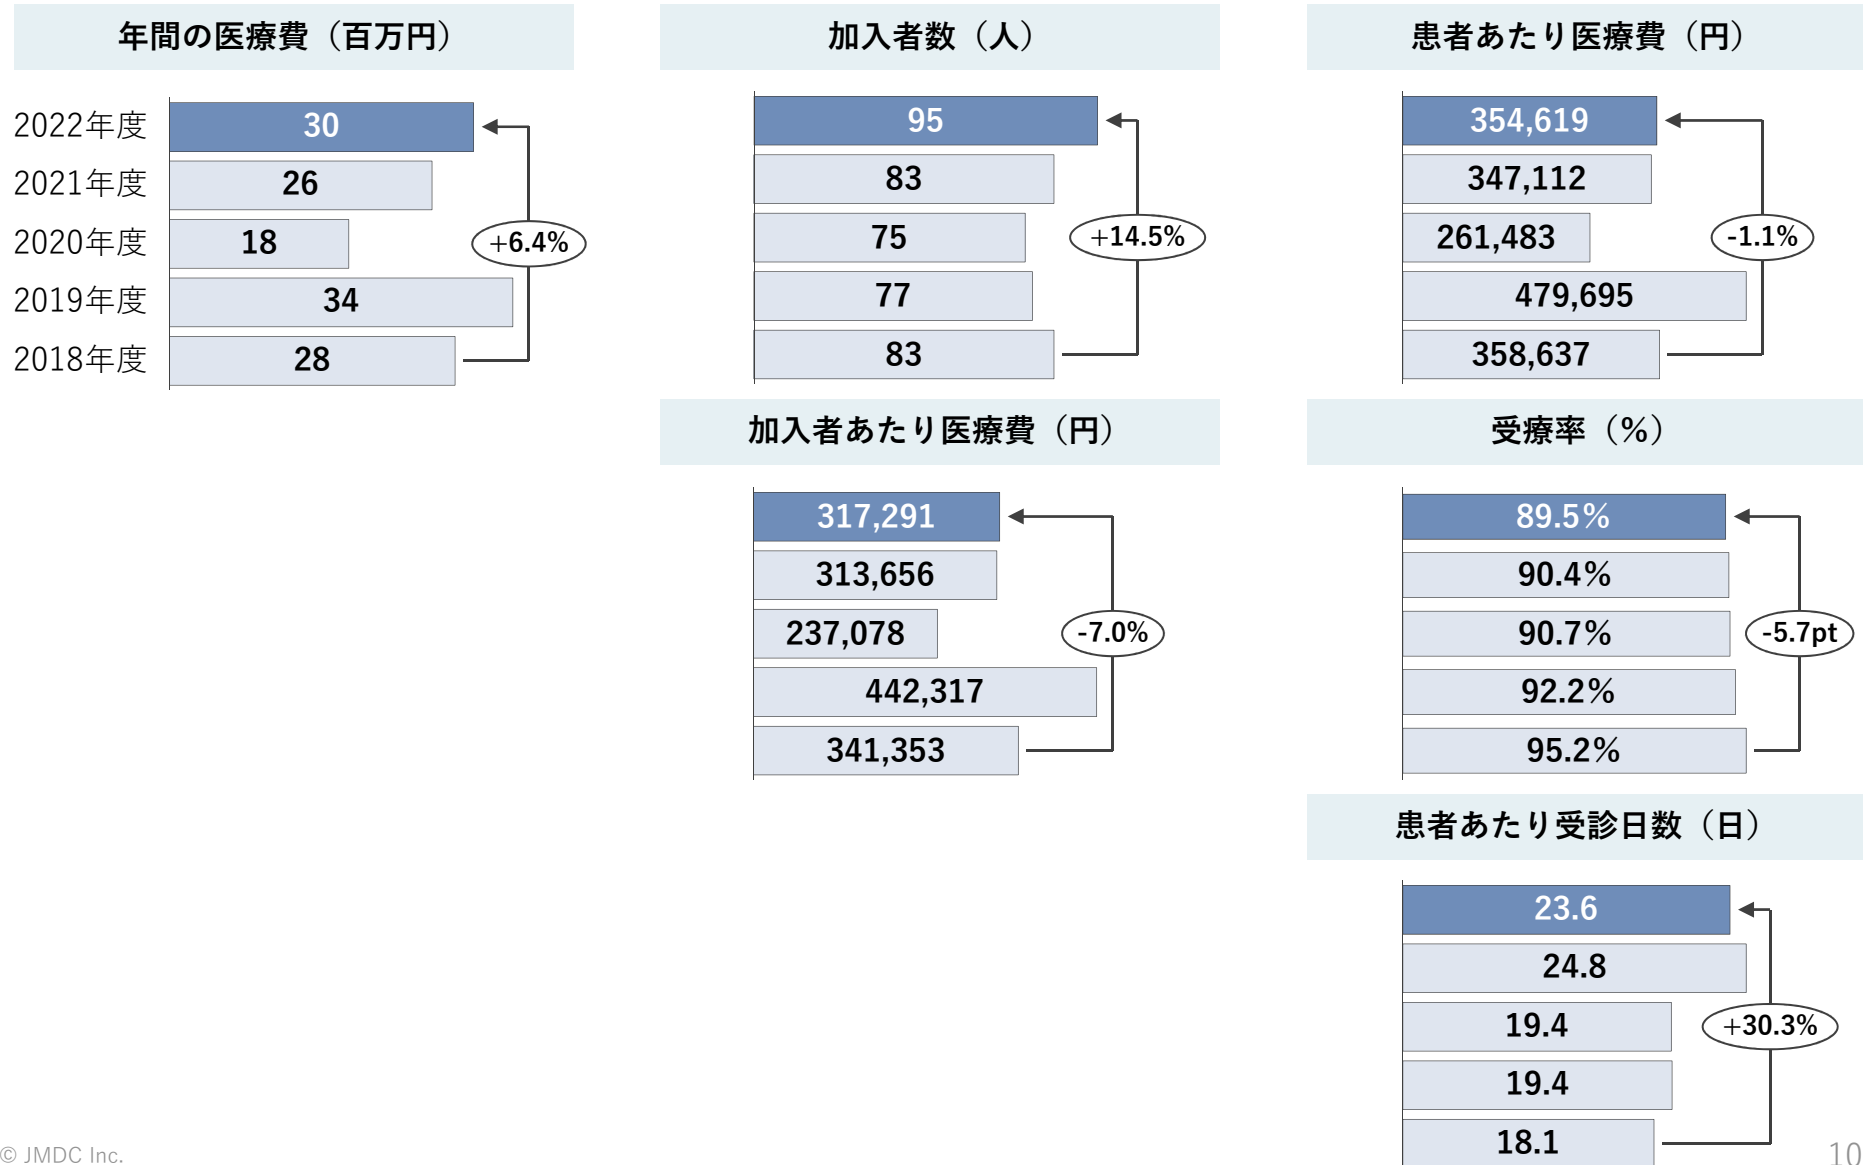 年間の医療費（百万円）
2022年度 30
2021年度 26
2020年度 18
2019年度 34
2018年度 28
+6.4%
加入者数（人）
95
83
75
77
83
+14.5%
患者あたり医療費（円）
354,619
347,112
261,483
479,695
358,637
-1.1%
加入者あたり医療費（円）
317,291
313,656
237,078
442,317
341,353
-7.0%
受療率（%）
89.5%
90.4%
90.7%
92.2%
95.2%
-5.7pt
患者あたり受診日数（日）
23.6
24.8
19.4
19.4
18.1
+30.3%
© JMDC Inc.
10